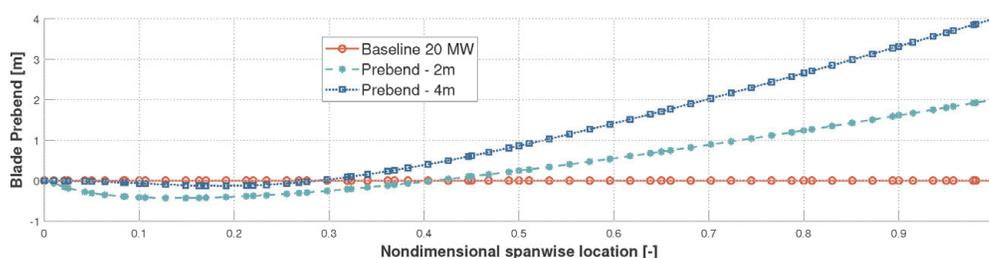 Blade Prebend [m]
4
3
2
1
0
-1
Baseline 20 MW
Prebend - 2m
Prebend - 4m
0 0.1 0.2 0.3 0.4 0.5 0.6 0.7 0.8 0.9
Nondimensional spanwise location [-]